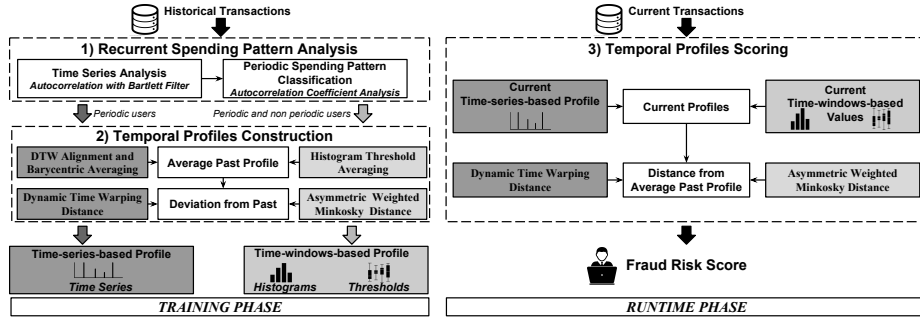 Historical Transactions
1) Recurrent Spending Pattern Analysis
Time Series Analysis
Autocorrelation with Bartlett Filter
Periodic Spending Pattern
Classification
Autocorrelation Coefficient Analysis
Periodic users
Periodic and non periodic users
2) Temporal Profiles Construction
DTW Alignment and
Barycentric Averaging
Average Past Profile
Histogram Threshold
Averaging
Dynamic Time Warping
Distance
Deviation from Past
Asymmetric Weighted
Minkosky Distance
Time-series-based Profile
Time Series
Time-windows-based Profile
Histograms
Thresholds
TRAINING PHASE
Current Transactions
3) Temporal Profiles Scoring
Current
Time-series-based Profile
Current Profiles
Current
Time-windows-based
Values
Dynamic Time Warping
Distance
Distance from
Average Past Profile
Asymmetric Weighted
Minkosky Distance
Fraud Risk Score
RUNTIME PHASE